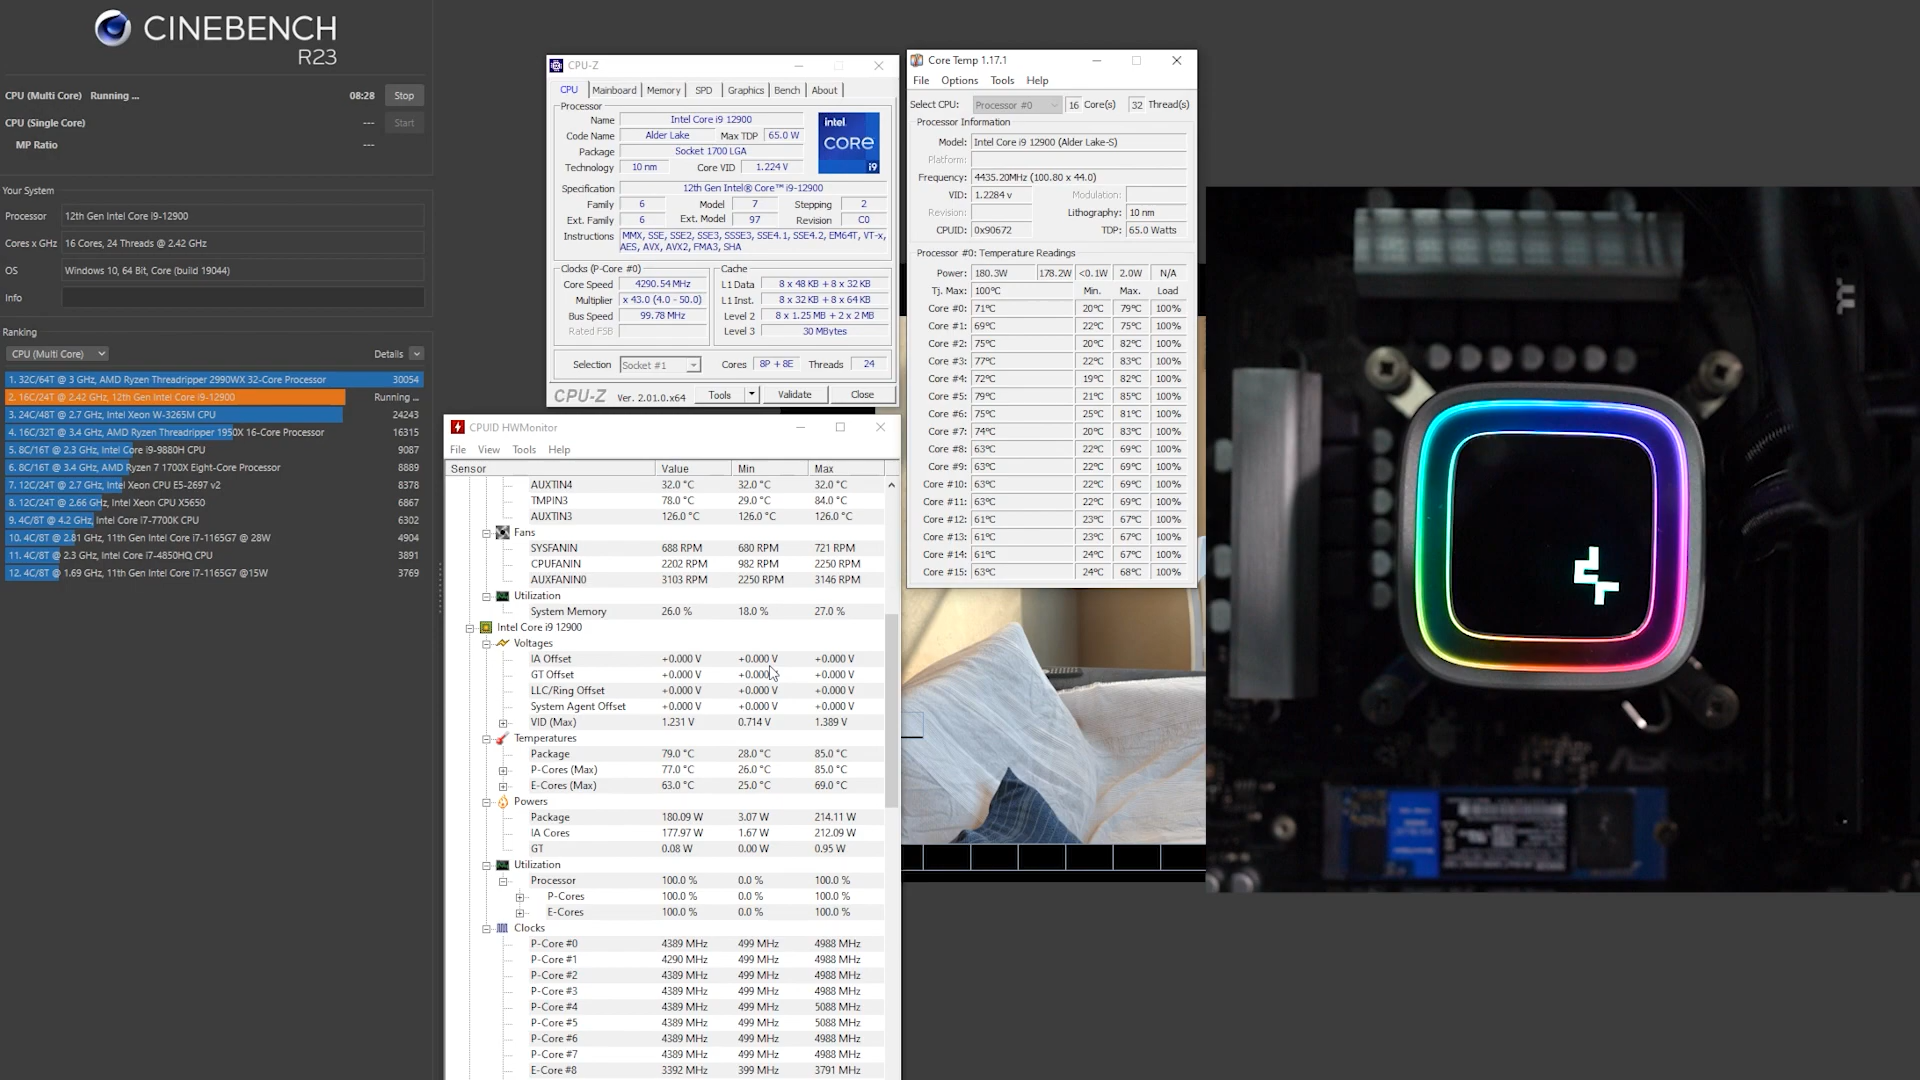 CINEBENCH
R23
CPU (Multi Core) Running ... 08:28 Stop
CPU (Single Core) --- Start
MP Ratio ---
Your System
Processor 12th Gen Intel Core i9-12900
Cores x GHz 16 Cores, 24 Threads @ 2.42 GHz
OS Windows 10, 64 Bit, Core (build 19044)
Info
Ranking
CPU (Multi Core) Details
1. 32C/64T @ 3 GHz, AMD Ryzen Threadripper 2990WX 32-Core Processor 30054
2. 16C/24T @ 2.42 GHz, 12th Gen Intel Core i9-12900 Running ...
3. 24C/48T @ 2.7 GHz, Intel Xeon W-3265M CPU 24243
4. 16C/32T @ 3.4 GHz, AMD Ryzen Threadripper 1950X 16-Core Processor 16315
5. 8C/16T @ 2.3 GHz, Intel Core i9-9880H CPU 9087
6. 8C/16T @ 3.4 GHz, AMD Ryzen 7 1700X Eight-Core Processor 8889
7. 12C/24T @ 2.7 GHz, Intel Xeon CPU E5-2697 v2 8378
8. 12C/24T @ 2.66 GHz, Intel Xeon CPU X5650 6867
9. 4C/8T @ 4.2 GHz, Intel Core i7-7700K CPU 6302
10. 4C/8T @ 2.81 GHz, 11th Gen Intel Core i7-1165G7 @ 28W 4904
11. 4C/8T @ 2.3 GHz, Intel Core i7-4850HQ CPU 3891
12. 4C/8T @ 1.69 GHz, 11th Gen Intel Core i7-1165G7 @15W 3769
CPU-Z
CPU Mainboard Memory SPD Graphics Bench About
Processor
Name Intel Core i9 12900
Code Name Alder Lake Max TDP 65.0 W
Package Socket 1700 LGA
Technology 10 nm Core VID 1.224 V
intel CORE i9
Specification 12th Gen Intel® Core™ i9-12900
Family 6 Model 7 Stepping 2
Ext. Family 6 Ext. Model 97 Revision C0
Instructions MMX, SSE, SSE2, SSE3, SSSE3, SSE4.1, SSE4.2, EM64T, VT-x,
AES, AVX, AVX2, FMA3, SHA
Clocks (P-Core #0) Cache
Core Speed 4290.54 MHz L1 Data 8 x 48 KB + 8 x 32 KB
Multiplier x 43.0 (4.0 - 50.0) L1 Inst. 8 x 32 KB + 8 x 64 KB
Bus Speed 99.78 MHz Level 2 8 x 1.25 MB + 2 x 2 MB
Rated FSB Level 3 30 MBytes
Selection Socket #1 Cores 8P + 8E Threads 24
CPU-Z Ver. 2.01.0.x64 Tools Validate Close
Core Temp 1.17.1
File Options Tools Help
Select CPU: Processor #0 16 Core(s) 32 Thread(s)
Processor Information
Model: Intel Core i9 12900 (Alder Lake-S)
Platform:
Frequency: 4435.20MHz (100.80 x 44.0)
VID: 1.2284 v Modulation:
Revision: Lithography: 10 nm
CPUID: 0x90672 TDP: 65.0 Watts
Processor #0: Temperature Readings
Power: 180.3W 178.2W <0.1W 2.0W N/A
Tj. Max: 100°C Min. Max. Load
Core #0: 71°C 20°C 79°C 100%
Core #1: 69°C 22°C 75°C 100%
Core #2: 75°C 20°C 82°C 100%
Core #3: 77°C 22°C 83°C 100%
Core #4: 72°C 19°C 82°C 100%
Core #5: 79°C 21°C 85°C 100%
Core #6: 75°C 25°C 81°C 100%
Core #7: 74°C 20°C 83°C 100%
Core #8: 63°C 22°C 69°C 100%
Core #9: 63°C 22°C 69°C 100%
Core #10: 63°C 22°C 69°C 100%
Core #11: 63°C 22°C 69°C 100%
Core #12: 61°C 23°C 67°C 100%
Core #13: 61°C 23°C 67°C 100%
Core #14: 61°C 24°C 67°C 100%
Core #15: 63°C 24°C 68°C 100%
CPUID HWMonitor
File View Tools Help
Sensor Value Min Max
AUXTIN4 32.0 °C 32.0 °C 32.0 °C
TMPIN3 78.0 °C 29.0 °C 84.0 °C
AUXTIN3 126.0 °C 126.0 °C 126.0 °C
Fans
SYSFANIN 688 RPM 680 RPM 721 RPM
CPUFANIN 2202 RPM 982 RPM 2250 RPM
AUXFANIN0 3103 RPM 2250 RPM 3146 RPM
Utilization
System Memory 26.0 % 18.0 % 27.0 %
Intel Core i9 12900
Voltages
IA Offset +0.000 V +0.000 V +0.000 V
GT Offset +0.000 V +0.000 +0.000 V
LLC/Ring Offset +0.000 V +0.000 V +0.000 V
System Agent Offset +0.000 V +0.000 V +0.000 V
VID (Max) 1.231 V 0.714 V 1.389 V
Temperatures
Package 79.0 °C 28.0 °C 85.0 °C
P-Cores (Max) 77.0 °C 26.0 °C 85.0 °C
E-Cores (Max) 63.0 °C 25.0 °C 69.0 °C
Powers
Package 180.09 W 3.07 W 214.11 W
IA Cores 177.97 W 1.67 W 212.09 W
GT 0.08 W 0.00 W 0.95 W
Utilization
Processor 100.0 % 0.0 % 100.0 %
P-Cores 100.0 % 0.0 % 100.0 %
E-Cores 100.0 % 0.0 % 100.0 %
Clocks
P-Core #0 4389 MHz 499 MHz 4988 MHz
P-Core #1 4290 MHz 499 MHz 4988 MHz
P-Core #2 4389 MHz 499 MHz 4988 MHz
P-Core #3 4389 MHz 499 MHz 4988 MHz
P-Core #4 4389 MHz 499 MHz 5088 MHz
P-Core #5 4389 MHz 499 MHz 5088 MHz
P-Core #6 4389 MHz 499 MHz 4988 MHz
P-Core #7 4389 MHz 499 MHz 4988 MHz
E-Core #8 3392 MHz 399 MHz 3791 MHz
ASRock